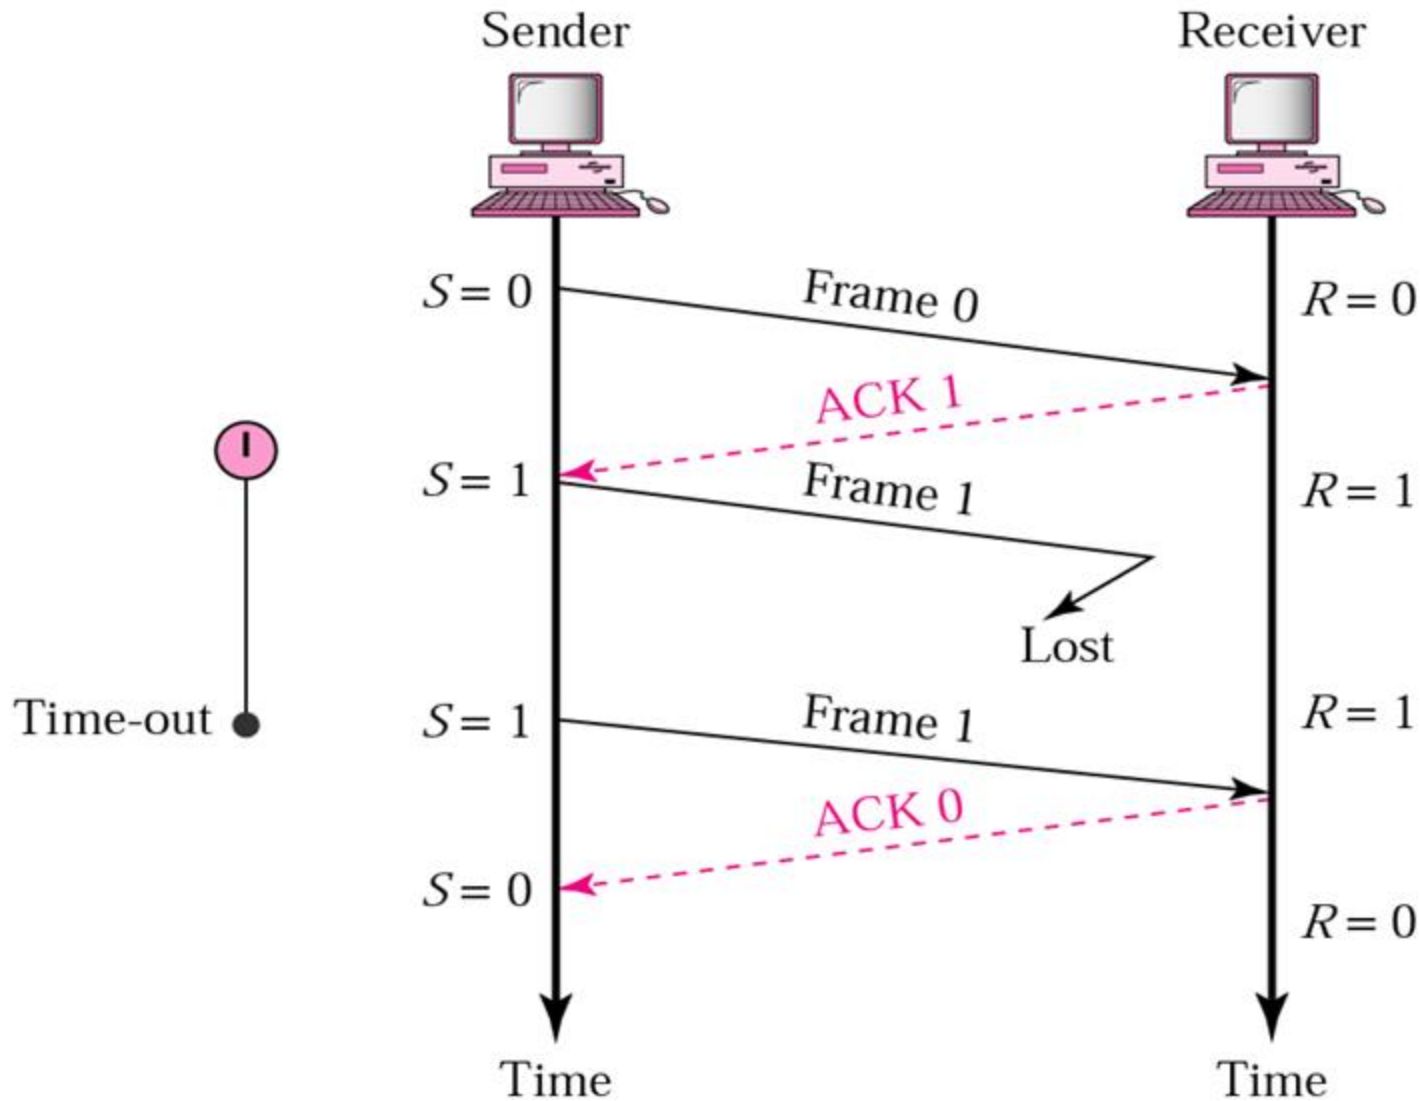 Sender
Receiver
S = 0
Frame 0
R = 0
ACK 1
S = 1
Frame 1
R = 1
Lost
Time-out
S = 1
Frame 1
R = 1
ACK 0
S = 0
R = 0
Time
Time